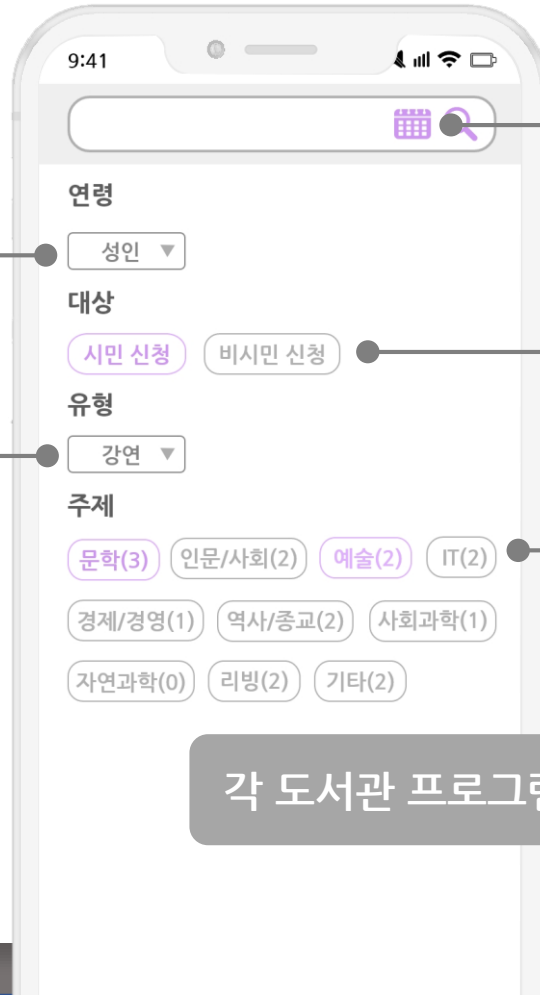 9:41
연령
성인 ▼
대상
시민 신청 비시민 신청
유형
강연 ▼
주제
문학(3) 인문/사회(2) 예술(2) IT(2)
경제/경영(1) 역사/종교(2) 사회과학(1)
자연과학(0) 리빙(2) 기타(2)
각 도서관 프로그램